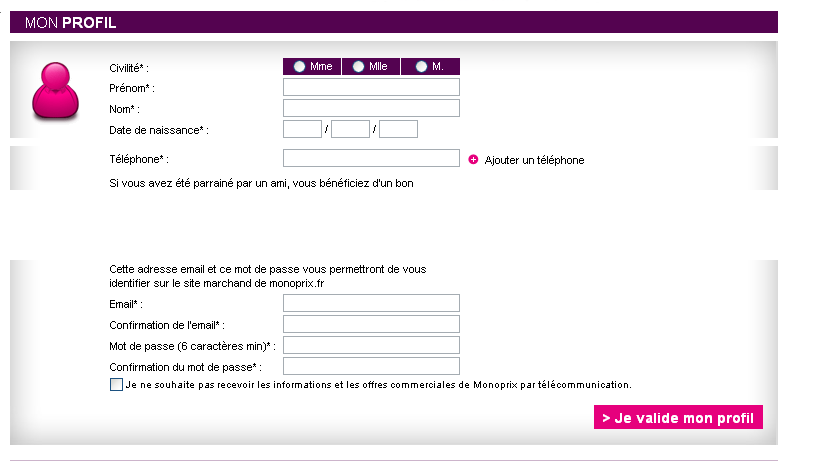 MON PROFIL
Civilité* :
Mme
Mlle
M.
Prénom* :
Nom* :
Date de naissance* :
/ /
Téléphone* :
Ajouter un téléphone
Si vous avez été parrainé par un ami, vous bénéficiez d'un bon
Cette adresse email et ce mot de passe vous permettront de vous
identifier sur le site marchand de monoprix.fr
Email* :
Confirmation de l'email* :
Mot de passe (6 caractères min)* :
Confirmation du mot de passe* :
Je ne souhaite pas recevoir les informations et les offres commerciales de Monoprix par télécommunication.
> Je valide mon profil